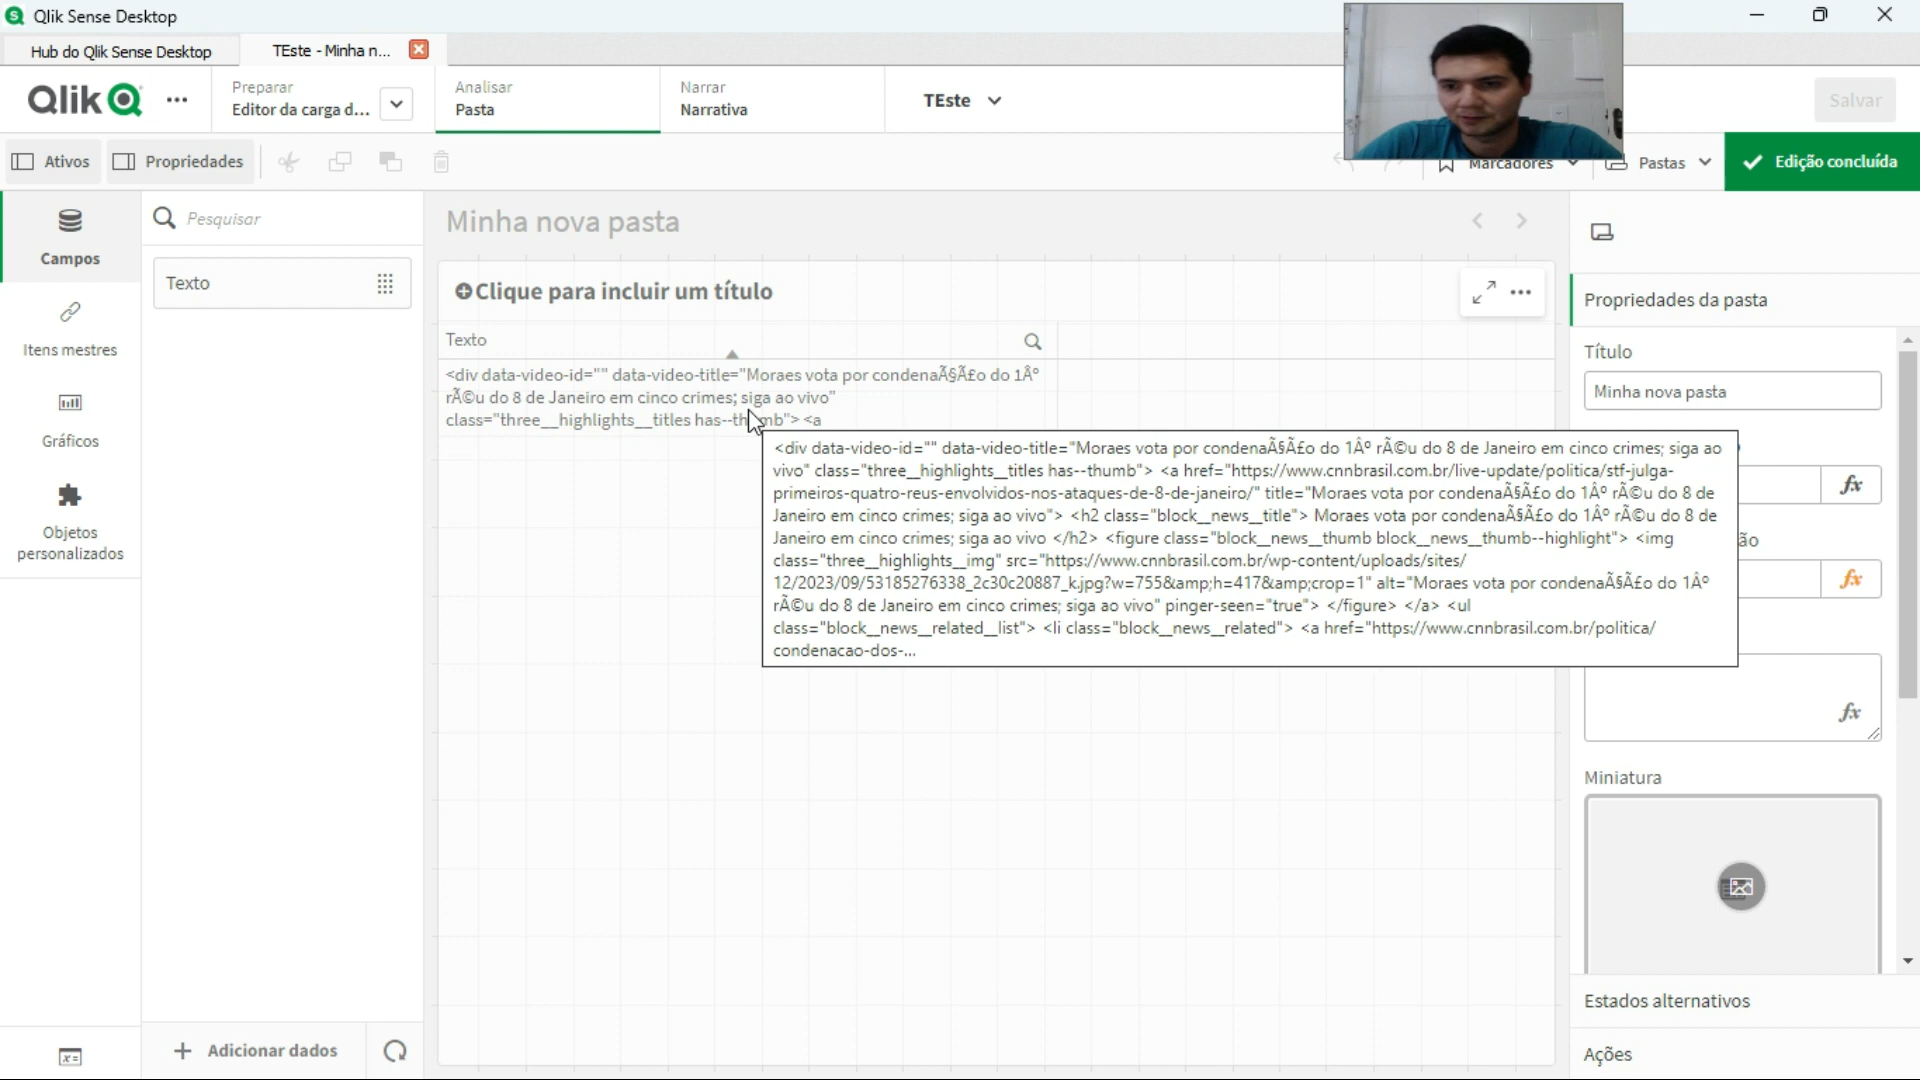 Qlik Sense Desktop
Hub do Qlik Sense Desktop
TEste - Minha n...
Qlik
Preparar
Editor da carga d...
Analisar
Pasta
Narrar
Narrativa
TEste
Salvar
Ativos
Propriedades
Marcadores
Pastas
Edição concluída
Campos
Itens mestres
Gráficos
Objetos
personalizados
Pesquisar
Texto
Adicionar dados
Minha nova pasta
Clique para incluir um título
Texto
<div data-video-id="" data-video-title="Moraes vota por condenaÃ§Ã£o do 1Âº
rÃ©u do 8 de Janeiro em cinco crimes; siga ao vivo"
class="three__highlights__titles has--thumb"> <a
<div data-video-id="" data-video-title="Moraes vota por condenaÃ§Ã£o do 1Âº rÃ©u do 8 de Janeiro em cinco crimes; siga ao
vivo" class="three__highlights__titles has--thumb"> <a href="https://www.cnnbrasil.com.br/live-update/politica/stf-julga-
primeiros-quatro-reus-envolvidos-nos-ataques-de-8-de-janeiro/" title="Moraes vota por condenaÃ§Ã£o do 1Âº rÃ©u do 8 de
Janeiro em cinco crimes; siga ao vivo"> <h2 class="block__news__title"> Moraes vota por condenaÃ§Ã£o do 1Âº rÃ©u do 8 de
Janeiro em cinco crimes; siga ao vivo </h2> <figure class="block__news__thumb block__news__thumb--highlight"> <img
class="three__highlights__img" src="https://www.cnnbrasil.com.br/wp-content/uploads/sites/
12/2023/09/53185276338_2c30c20887_k.jpg?w=755&amp;h=417&amp;crop=1" alt="Moraes vota por condenaÃ§Ã£o do 1Âº
rÃ©u do 8 de Janeiro em cinco crimes; siga ao vivo" pinger-seen="true"> </figure> </a> <ul
class="block__news__related__list"> <li class="block__news__related"> <a href="https://www.cnnbrasil.com.br/politica/
condenacao-dos-...
Propriedades da pasta
Título
Minha nova pasta
fx
ão
fx
fx
Miniatura
Estados alternativos
Ações